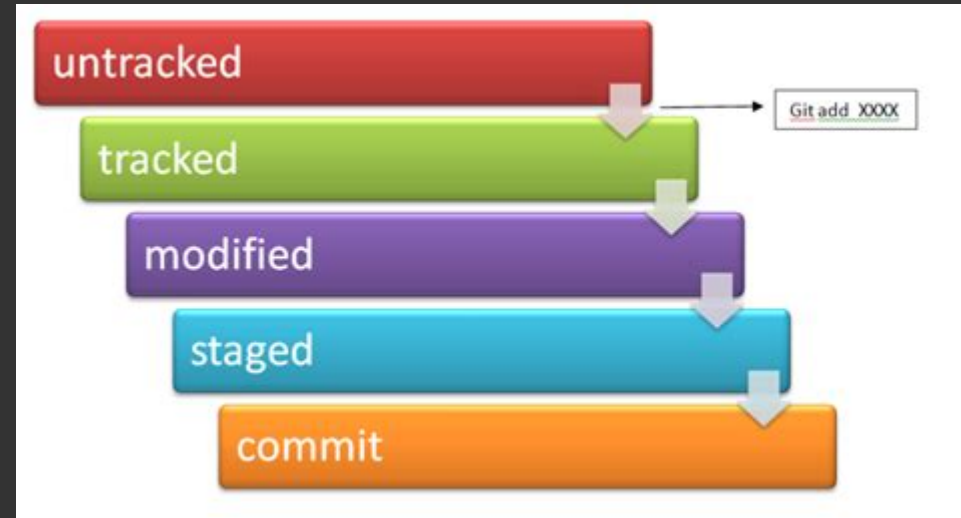 untracked
Git add XXXX
tracked
modified
staged
commit